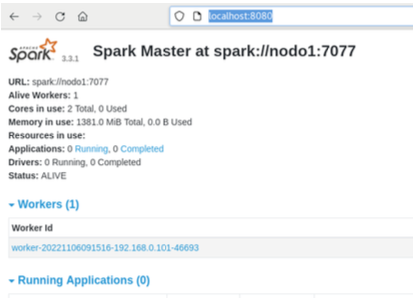 localhost:8080
APACHE
Spark 3.3.1 Spark Master at spark://nodo1:7077
URL: spark://nodo1:7077
Alive Workers: 1
Cores in use: 2 Total, 0 Used
Memory in use: 1381.0 MiB Total, 0.0 B Used
Resources in use:
Applications: 0 Running, 0 Completed
Drivers: 0 Running, 0 Completed
Status: ALIVE
Workers (1)
Worker Id
worker-20221106091516-192.168.0.101-46693
Running Applications (0)